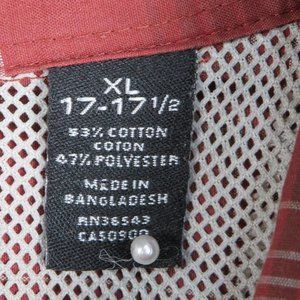 XL
17-17 1/2
53% COTTON
COTON
47% POLYESTER
MADE IN
BANGLADESH
RN36543
CA50900